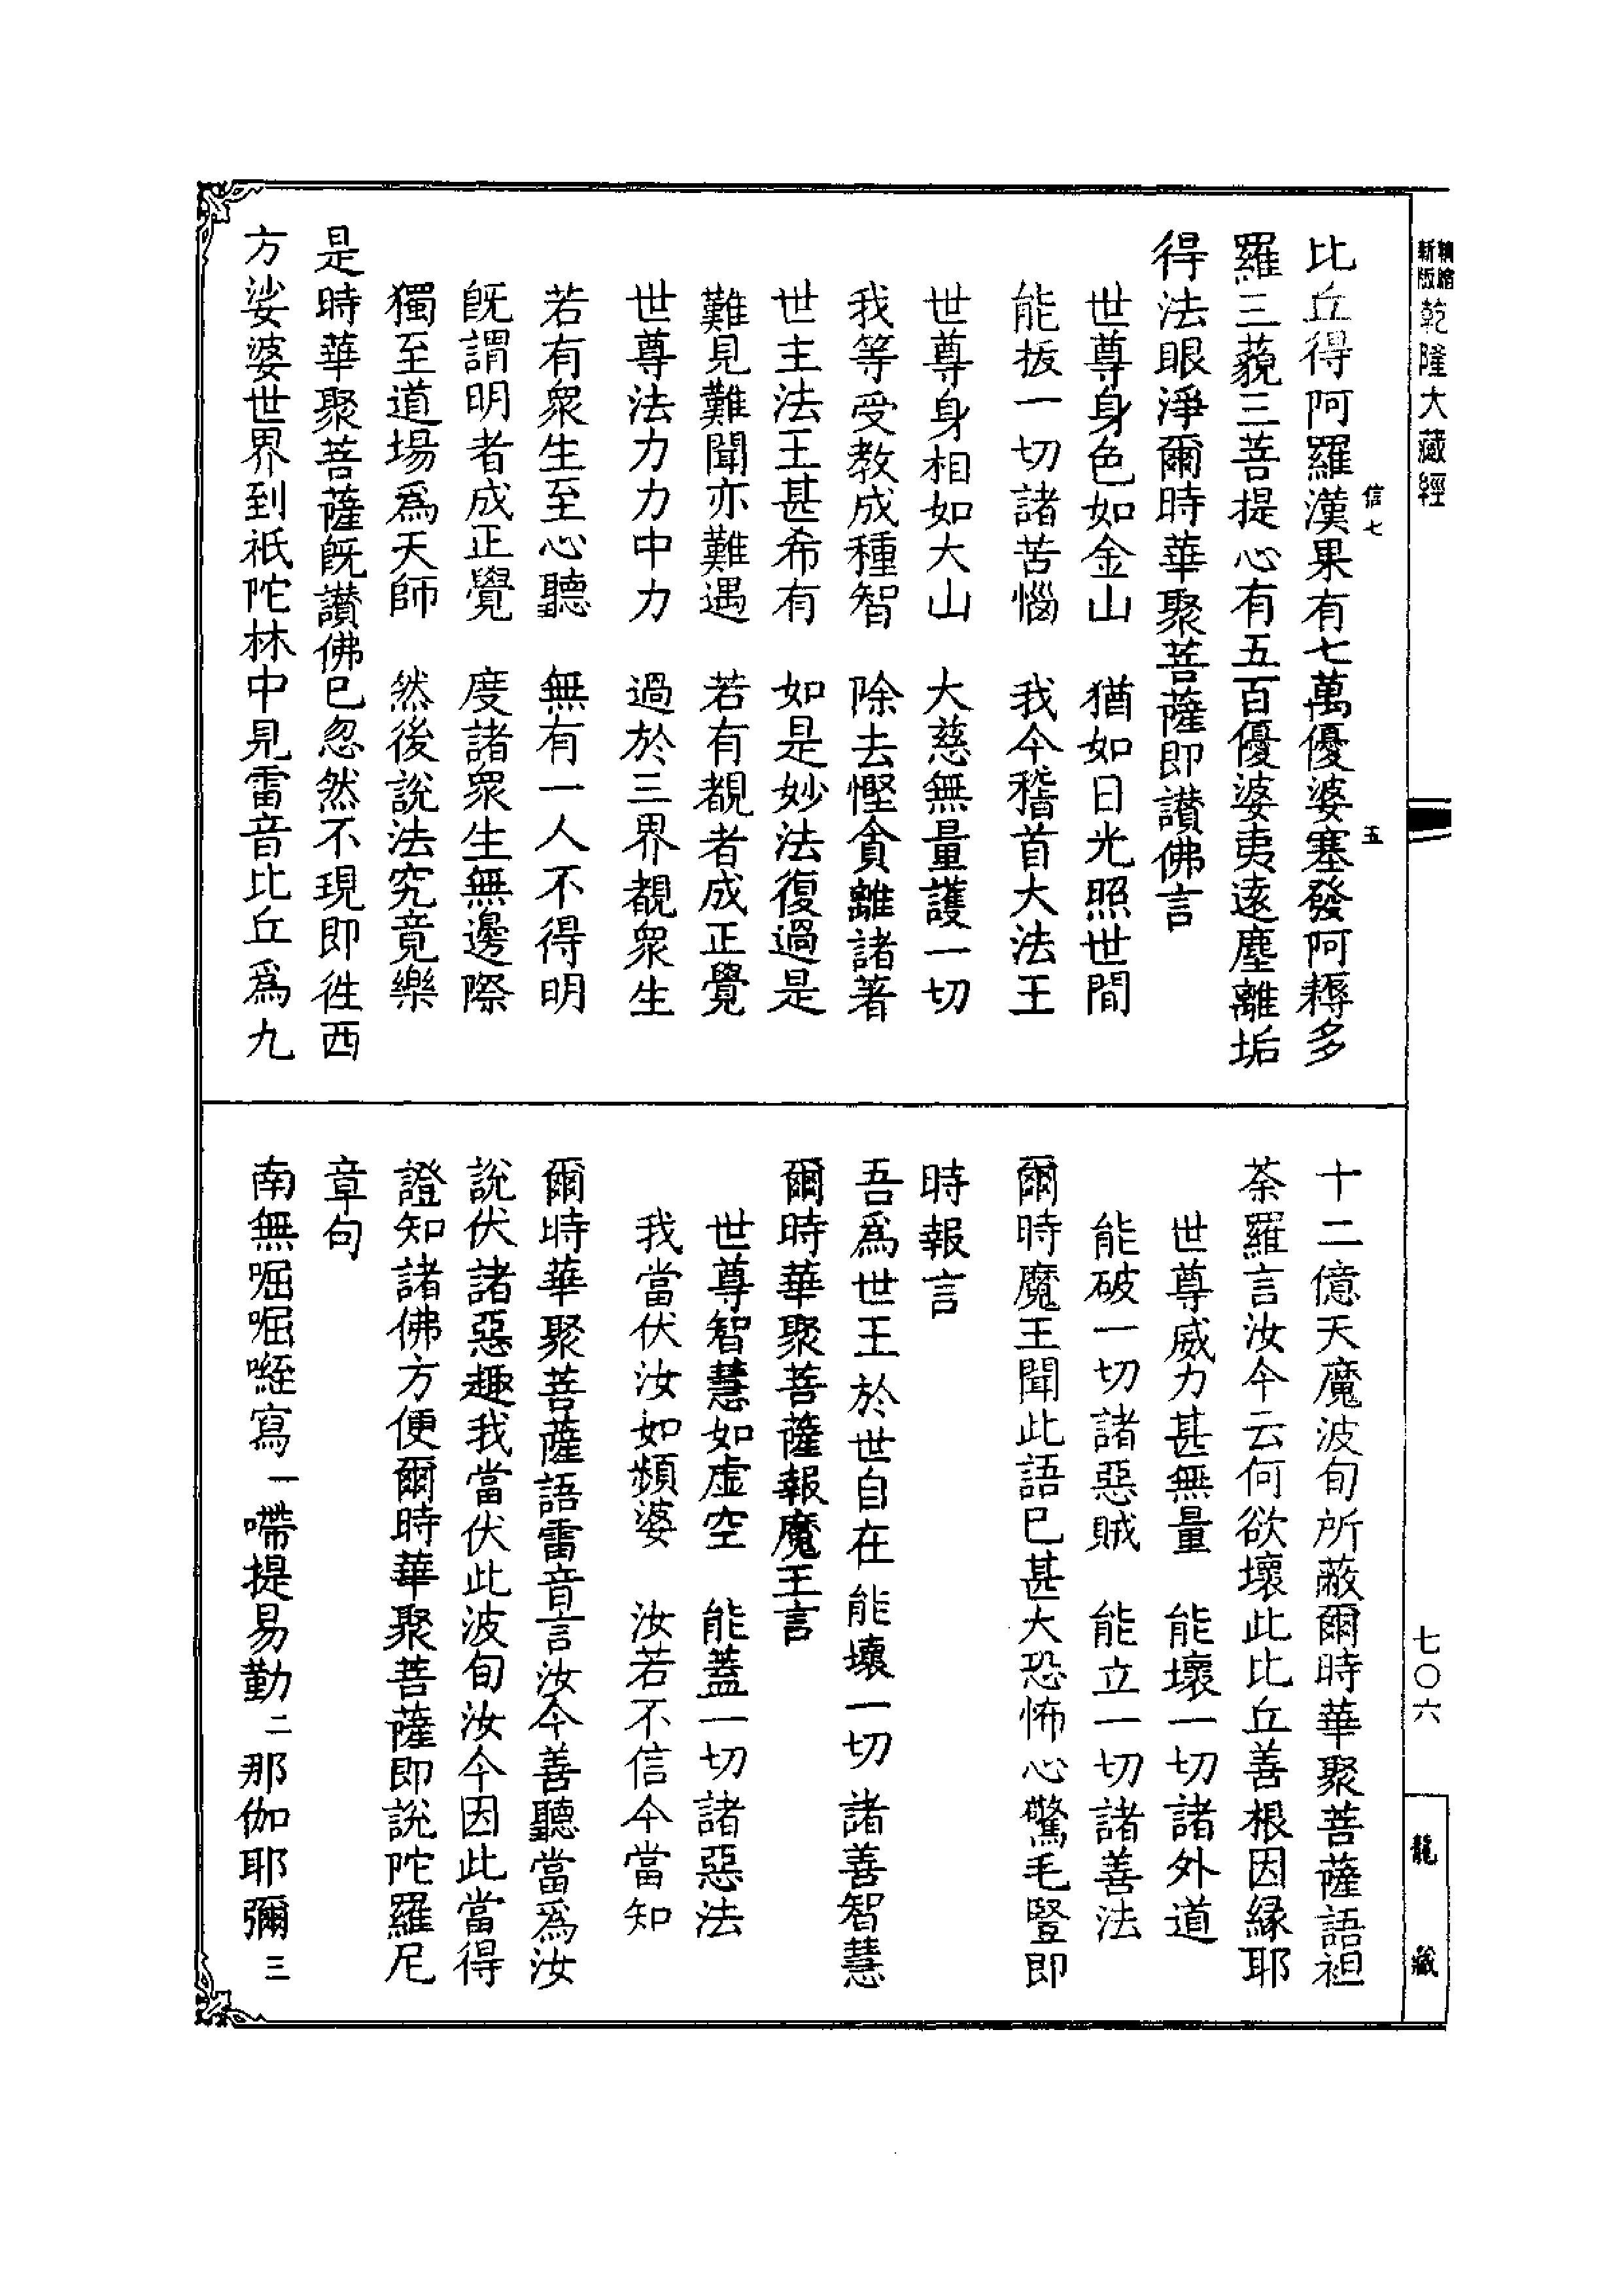 新版
乾隆大藏經
信七
五
比丘得阿羅漢果有七萬優婆塞發阿耨多
羅三藐三菩提心有五百優婆夷遠塵離垢
得法眼淨爾時華聚菩薩即讚佛言
世尊身色如金山　猶如日光照世間
能拔一切諸苦惱　我今稽首大法王
世尊身相如大山　大慈無量護一切
我等受教成種智　除去慳貪離諸著
世主法王甚希有　如是妙法復過是
難見難聞亦難遇　若有覩者成正覺
世尊法力力中力　過於三界覩衆生
若有衆生至心聽　無有一人不得明
旣謂明者成正覺　度諸衆生無邊際
獨至道場爲天師　然後說法究竟樂
是時華聚菩薩旣讚佛已忽然不現即徃西
方娑婆世界到祇陀林中見雷音比丘爲九
十二億天魔波旬所蔽爾時華聚菩薩語袒
荼羅言汝今云何欲壞此比丘善根因緣耶
世尊威力甚無量　能壞一切諸外道
能破一切諸惡賊　能立一切諸善法
爾時魔王聞此語已甚大恐怖心驚毛豎即
時報言
吾爲世王於世自在能壞一切諸善智慧
爾時華聚菩薩報魔王言
世尊智慧如虛空　能蓋一切諸惡法
我當伏汝如頻婆　汝若不信今當知
爾時華聚菩薩語雷音言汝今善聽當爲汝
說伏諸惡趣我當伏此波旬汝今因此當得
證知諸佛方便爾時華聚菩薩即說陀羅尼
章句
南無啒啒㗌寫一嚌提易勤二那伽耶彌三
七〇六
龍藏